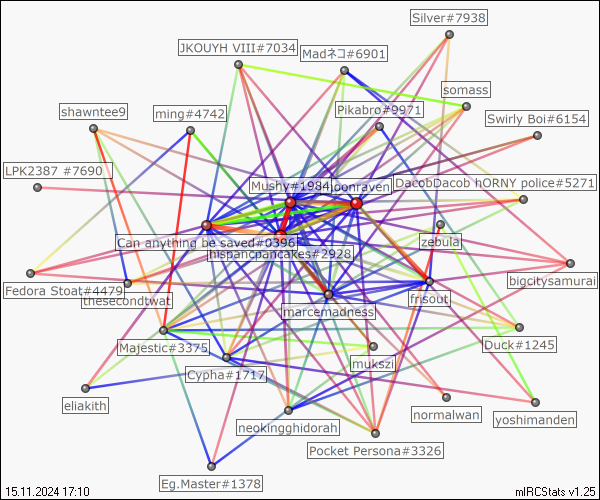 Silver#7938
JKOUYH VIII#7034
Madネコ#6901
somass
shawntee9
ming#4742
Pikabro#9971
Swirly Boi#6154
LPK2387 #7690
Mushy#1984
oonraven
DacobDacob hORNY police#5271
Can anything be saved#0396
zebula
hispancpancakes#2928
Fedora Stoat#4479
thesecondtwat
bigcitysamurai
frisout
marcemadness
Majestic#3375
Duck#1245
Cypha#1717
mukszi
eliakith
normalwan
yoshimanden
neokingghidorah
Pocket Persona#3326
Eg.Master#1378
15.11.2024 17:10
mIRCStats v1.25